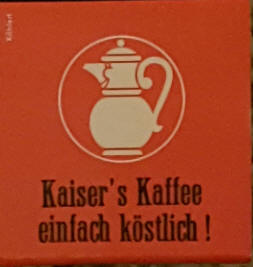 Kaiser's Kaffee
einfach köstlich !